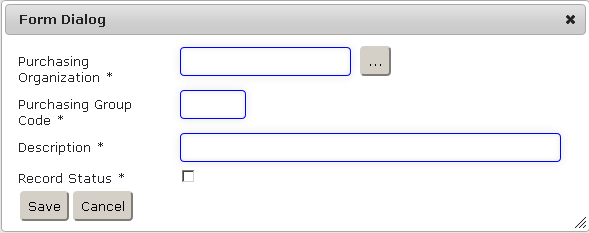 Form Dialog
Purchasing
Organization *
...
Purchasing Group
Code *
Description *
Record Status *
Save Cancel